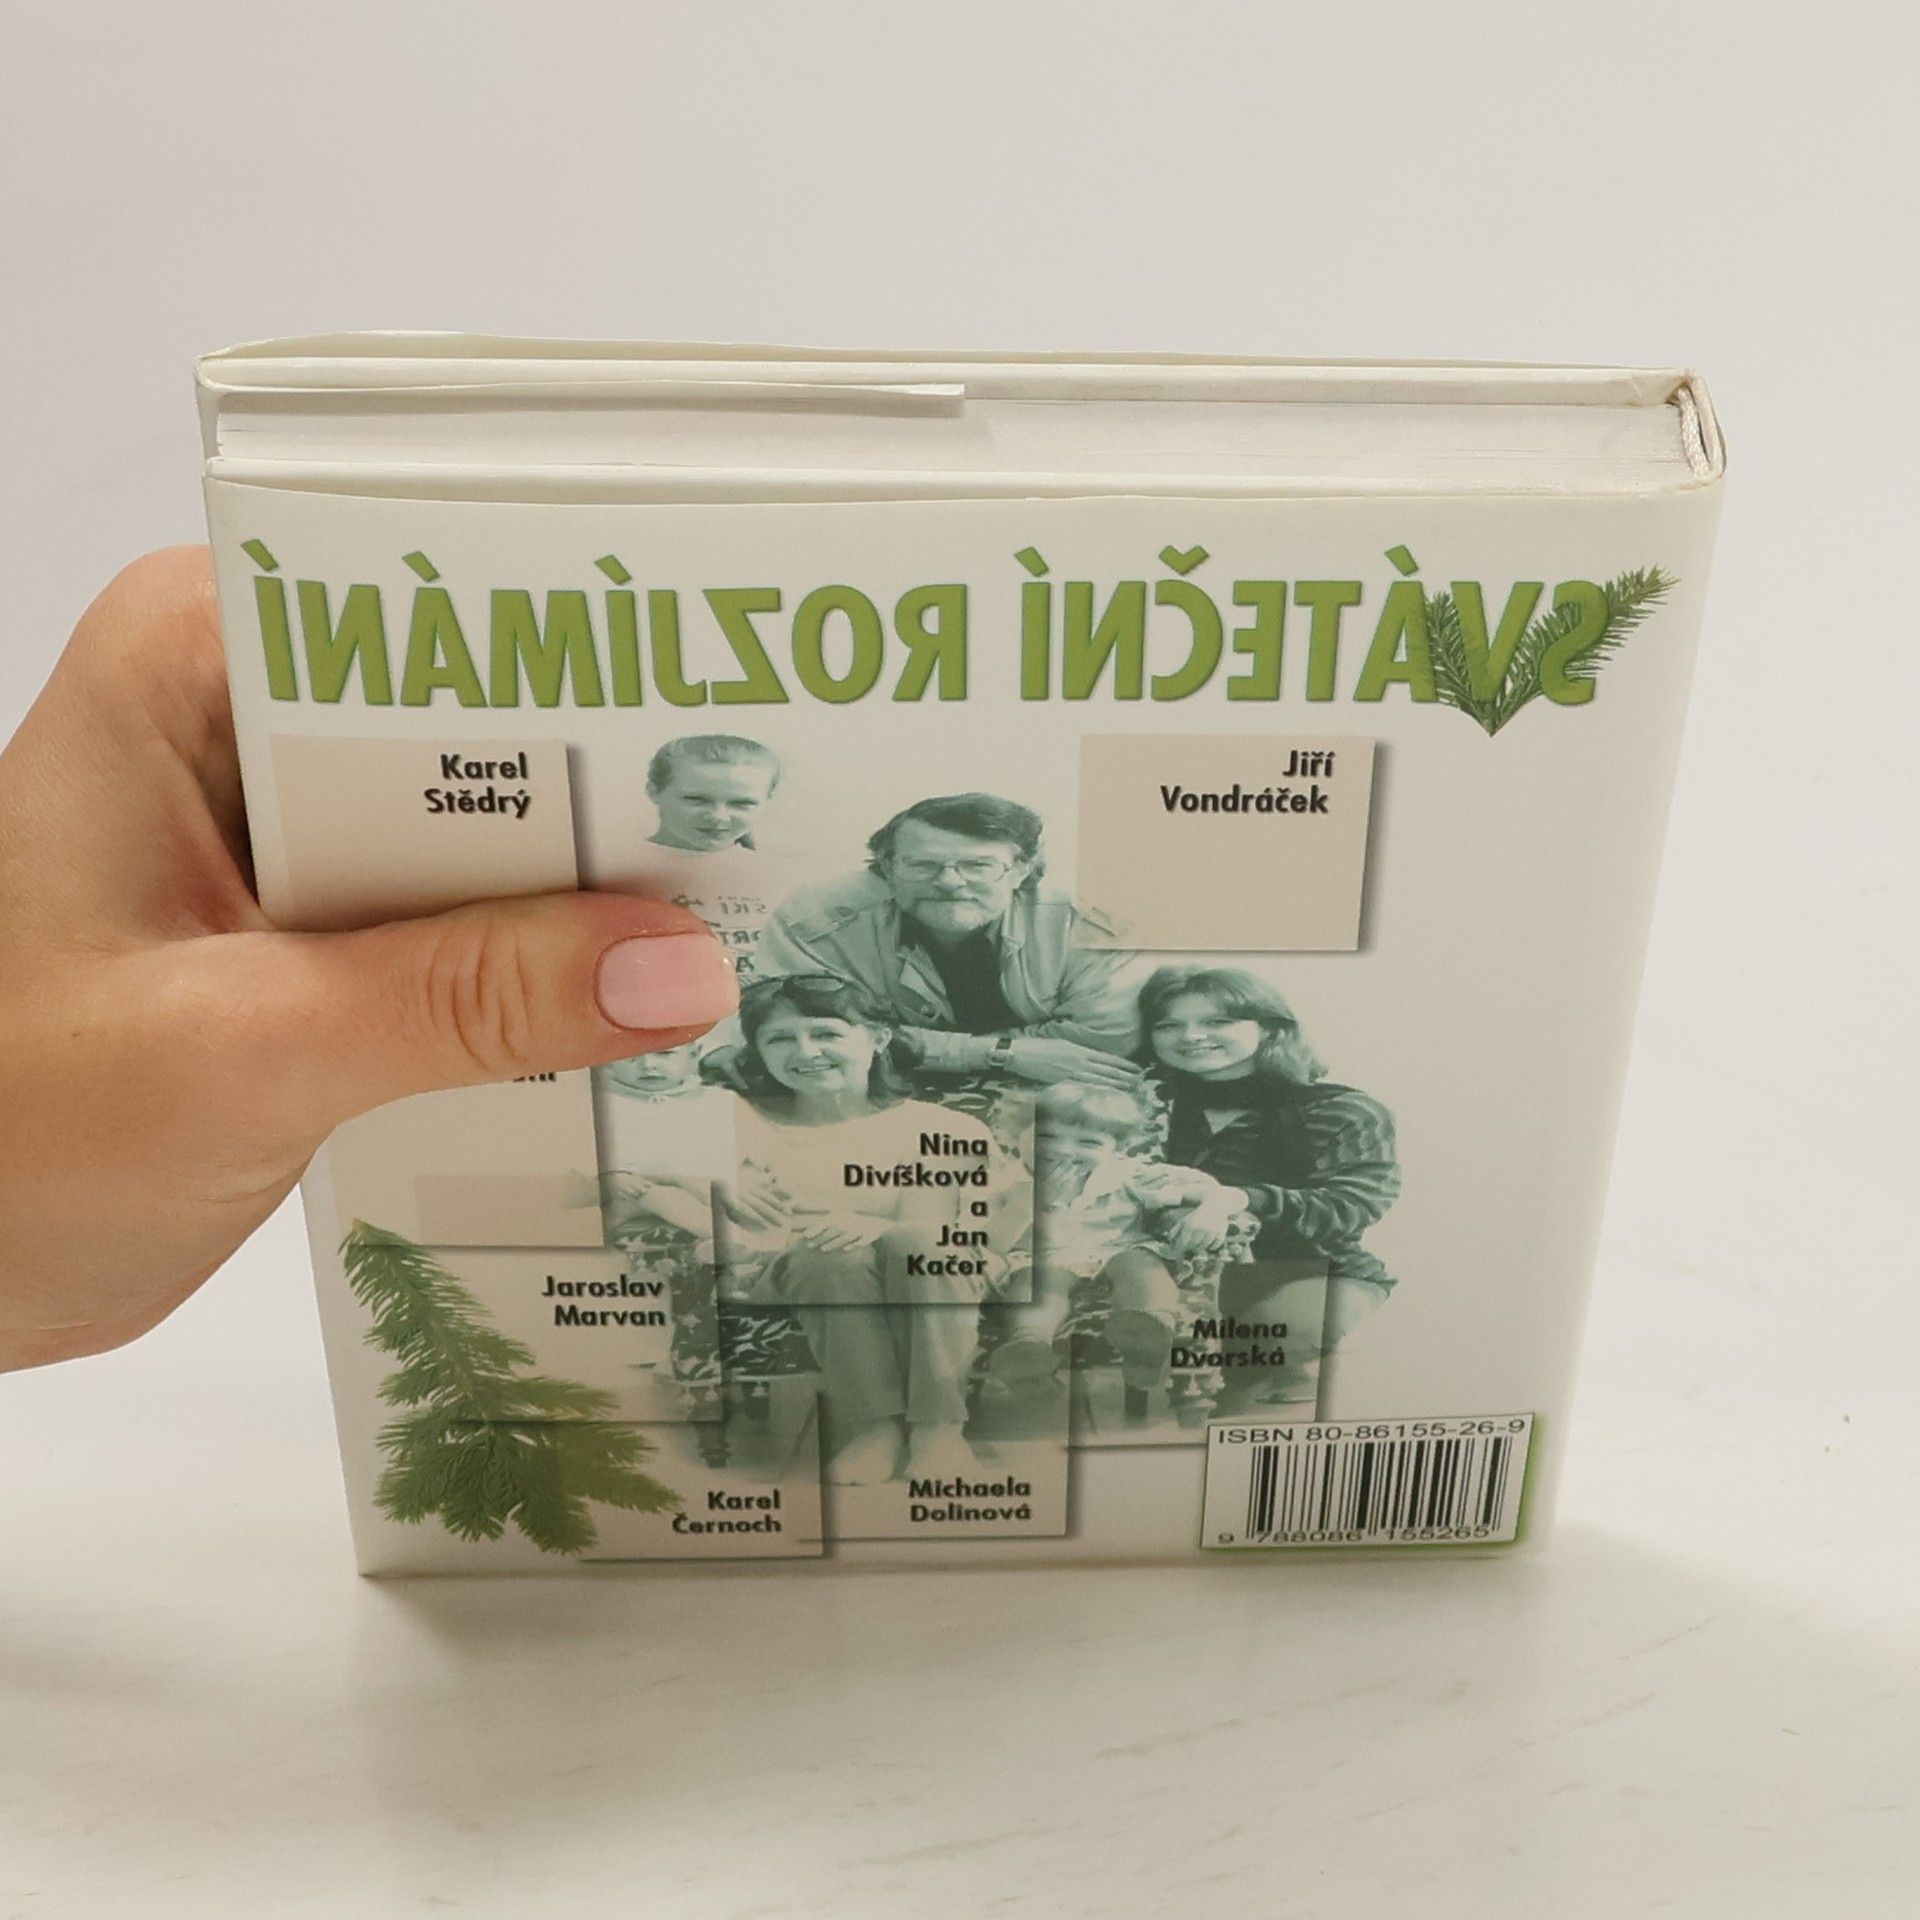 SVÁTEČNÍ ROZJÍMÁNÍ
Karel
Štědrý
Jiří
Vondráček
Nina
Divíšková
a
Jan
Kačer
Jaroslav
Marvan
Milena
Dvorská
Karel
Černoch
Michaela
Dolinová
ISBN 80-86155-26-9
9 788086 155265